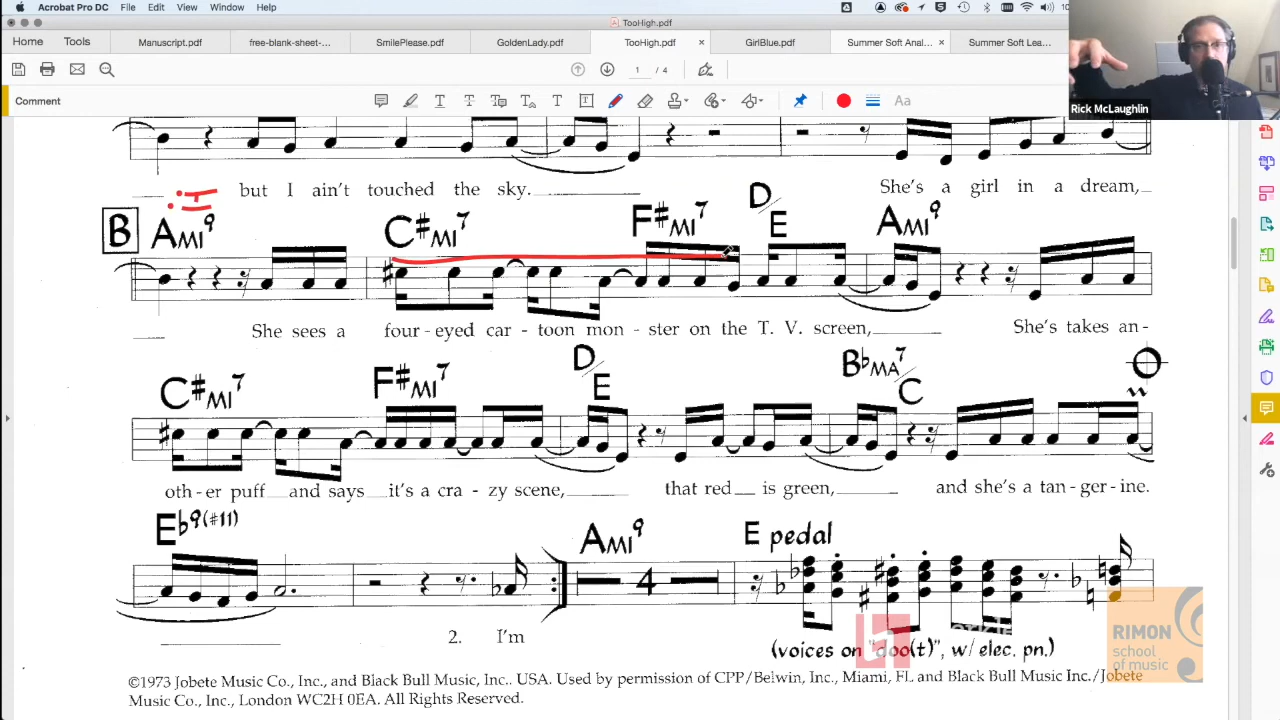 Acrobat Pro DC File Edit View Window Help
TooHigh.pdf
Home Tools Manuscript.pdf free-blank-sheet-... SmilePlease.pdf GoldenLady.pdf TooHigh.pdf × GirlBlue.pdf Summer Soft Anal... × Summer Soft Lea...
1 / 4
Rick McLaughlin
Comment
but I ain't touched the sky. She's a girl in a dream,
B AMI9 C#MI7 F#MI7 D/E AMI9
She sees a four-eyed car-toon mon-ster on the T. V. screen, She's takes an-
C#MI7 F#MI7 D/E BbMA7/C
oth-er puff and says it's a cra-zy scene, that red is green, and she's a tan-ger-ine.
Eb9(#11) AMI9 E pedal
4
2. I'm
(voices on "doo(t)", w/ elec. pn.)
RIMON
school
of music
©1973 Jobete Music Co., Inc., and Black Bull Music, Inc.. USA. Used by permission of CPP/Belwin, Inc., Miami, FL and Black Bull Music Inc./Jobete
Music Co., Inc., London WC2H 0EA. All Rights Reserved.